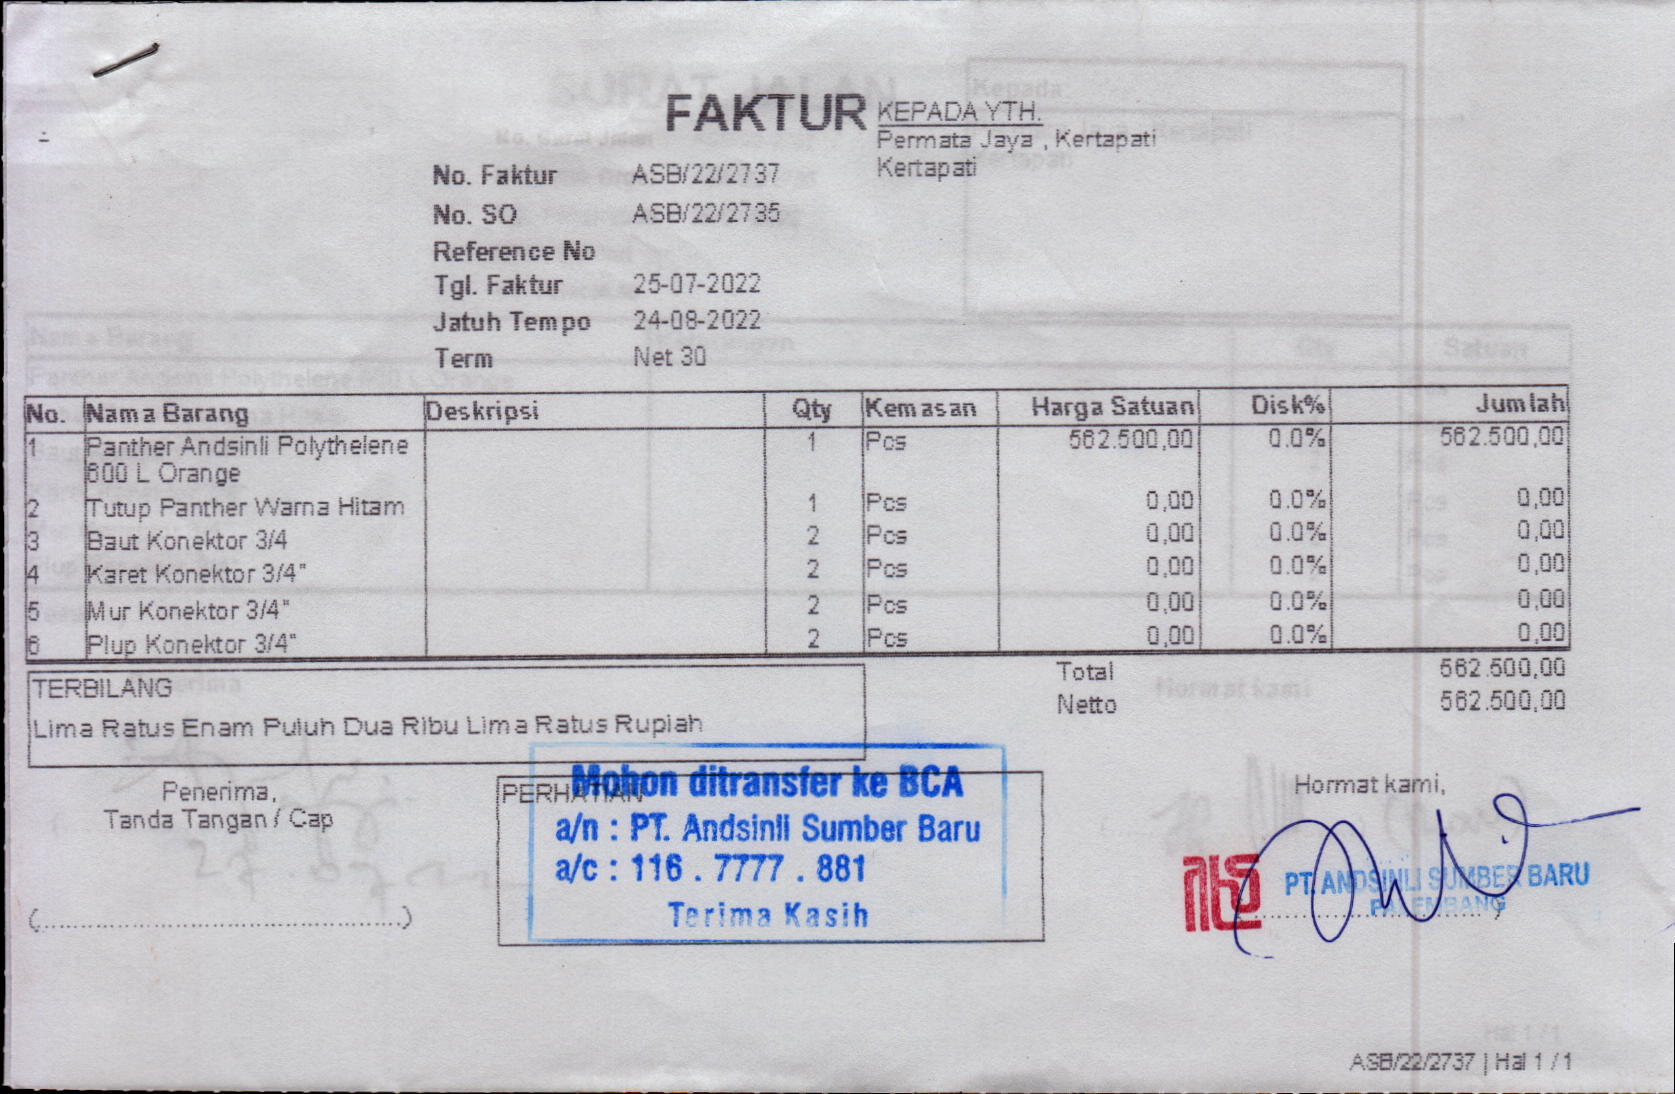 FAKTUR
KEPADA YTH.
Permata Jaya , Kertapati
Kertapati
No. Faktur ASB/22/2737
No. SO ASB/22/2735
Reference No
Tgl. Faktur 25-07-2022
Jatuh Tempo 24-08-2022
Term Net 30
No. Nama Barang Deskripsi Qty Kemasan Harga Satuan Disk% Jumlah
1 Panther Andsinli Polythelene 1 Pcs 562.500,00 0.0% 562.500,00
600 L Orange
2 Tutup Panther Warna Hitam 1 Pcs 0,00 0.0% 0,00
3 Baut Konektor 3/4 2 Pcs 0,00 0.0% 0,00
4 Karet Konektor 3/4" 2 Pcs 0,00 0.0% 0,00
5 Mur Konektor 3/4" 2 Pcs 0,00 0.0% 0,00
6 Plup Konektor 3/4" 2 Pcs 0,00 0.0% 0,00
Total 562.500,00
Netto 562.500,00
TERBILANG
Lima Ratus Enam Puluh Dua Ribu Lima Ratus Rupiah
Penerima,
Tanda Tangan / Cap
(........................................................)
PERHATIAN
Mohon ditransfer ke BCA
a/n : PT. Andsinli Sumber Baru
a/c : 116 . 7777 . 881
Terima Kasih
Hormat kami,
PT. ANDSINLI SUMBER BARU
PALEMBANG
ASB/22/2737 | Hal 1 / 1